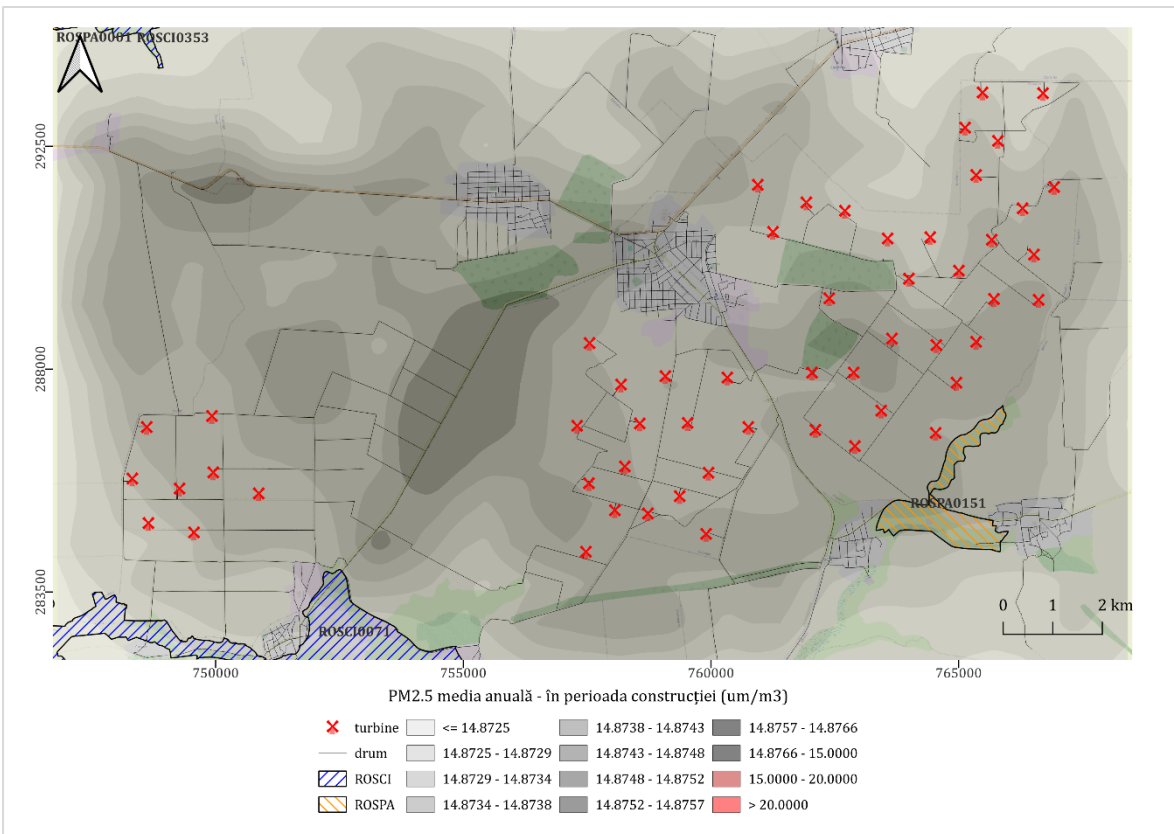 ROSPA0001 ROSCI0353
292500
288000
283500
ROSPA0151
ROSCI0071
0 1 2 km
750000 755000 760000 765000
PM2.5 media anuală - în perioada construcției (um/m3)
turbine <= 14.8725 14.8738 - 14.8743 14.8757 - 14.8766
drum 14.8725 - 14.8729 14.8743 - 14.8748 14.8766 - 15.0000
ROSCI 14.8729 - 14.8734 14.8748 - 14.8752 15.0000 - 20.0000
ROSPA 14.8734 - 14.8738 14.8752 - 14.8757 > 20.0000